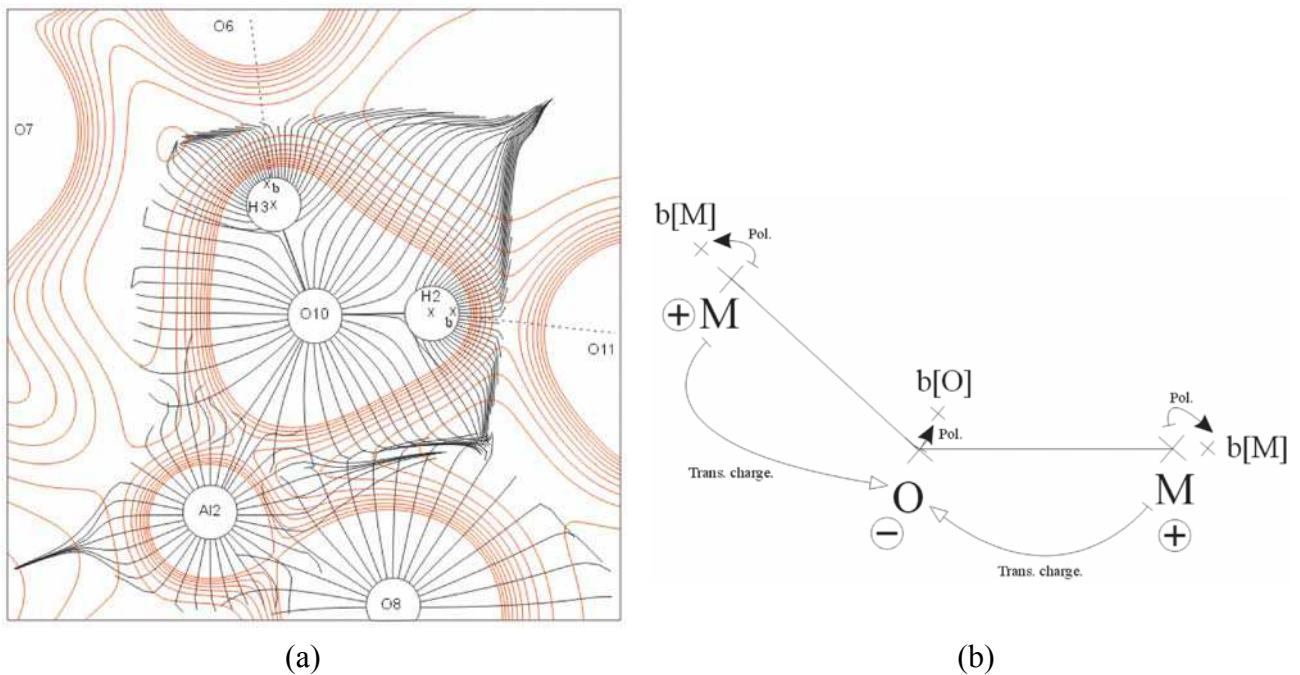 O6
O7
b
H3
H2
b
O10
O11
Al2
O8
(a)
b[M]
Pol.
+ M
b[O]
Pol.
Pol.
b[M]
Trans. charge.
O
−
M
+
Trans. charge.
(b)